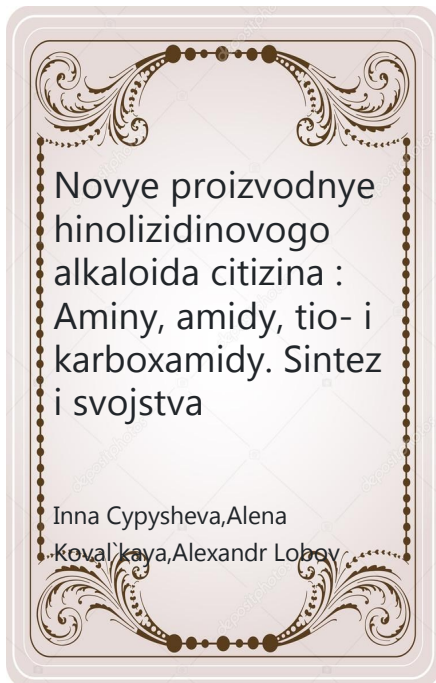 Novye proizvodnye
hinolizidinovogo
alkaloida citizina :
Aminy, amidy, tio- i
karboxamidy. Sintez
i svojstva
Inna Cypysheva,Alena
Koval`kaya,Alexandr Lobov